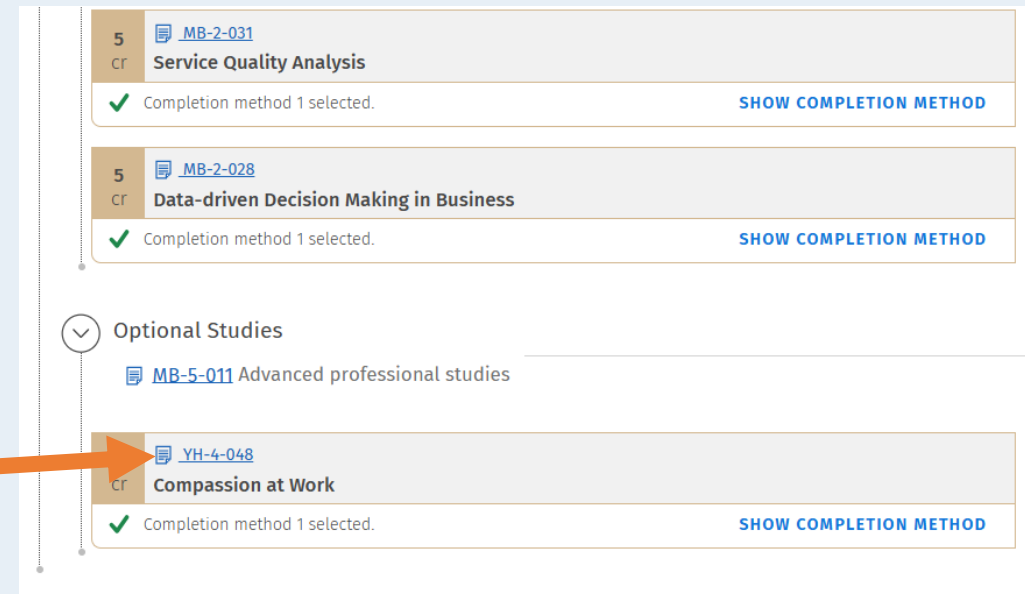 5
cr
MB-2-031
Service Quality Analysis
Completion method 1 selected.
SHOW COMPLETION METHOD
5
cr
MB-2-028
Data-driven Decision Making in Business
Completion method 1 selected.
SHOW COMPLETION METHOD
Optional Studies
MB-5-011 Advanced professional studies
YH-4-048
cr
Compassion at Work
Completion method 1 selected.
SHOW COMPLETION METHOD